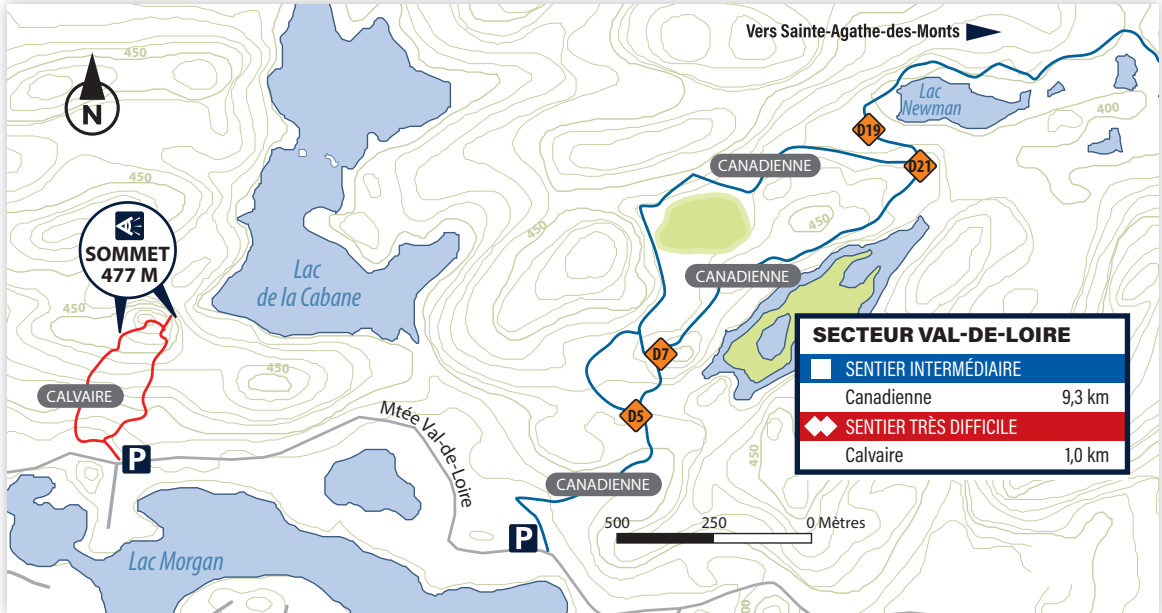 Vers Sainte-Agathe-des-Monts
450
N
Lac
Newman
400
D19
CANADIENNE
D21
450
450
450
SOMMET
477 M
Lac
de la Cabane
CANADIENNE
450
SECTEUR VAL-DE-LOIRE
SENTIER INTERMÉDIAIRE
Canadienne 9,3 km
SENTIER TRÈS DIFFICILE
Calvaire 1,0 km
D7
450
CALVAIRE
D5
Mtée Val-de-Loire
P
450
CANADIENNE
500 250 0 Mètres
P
Lac Morgan